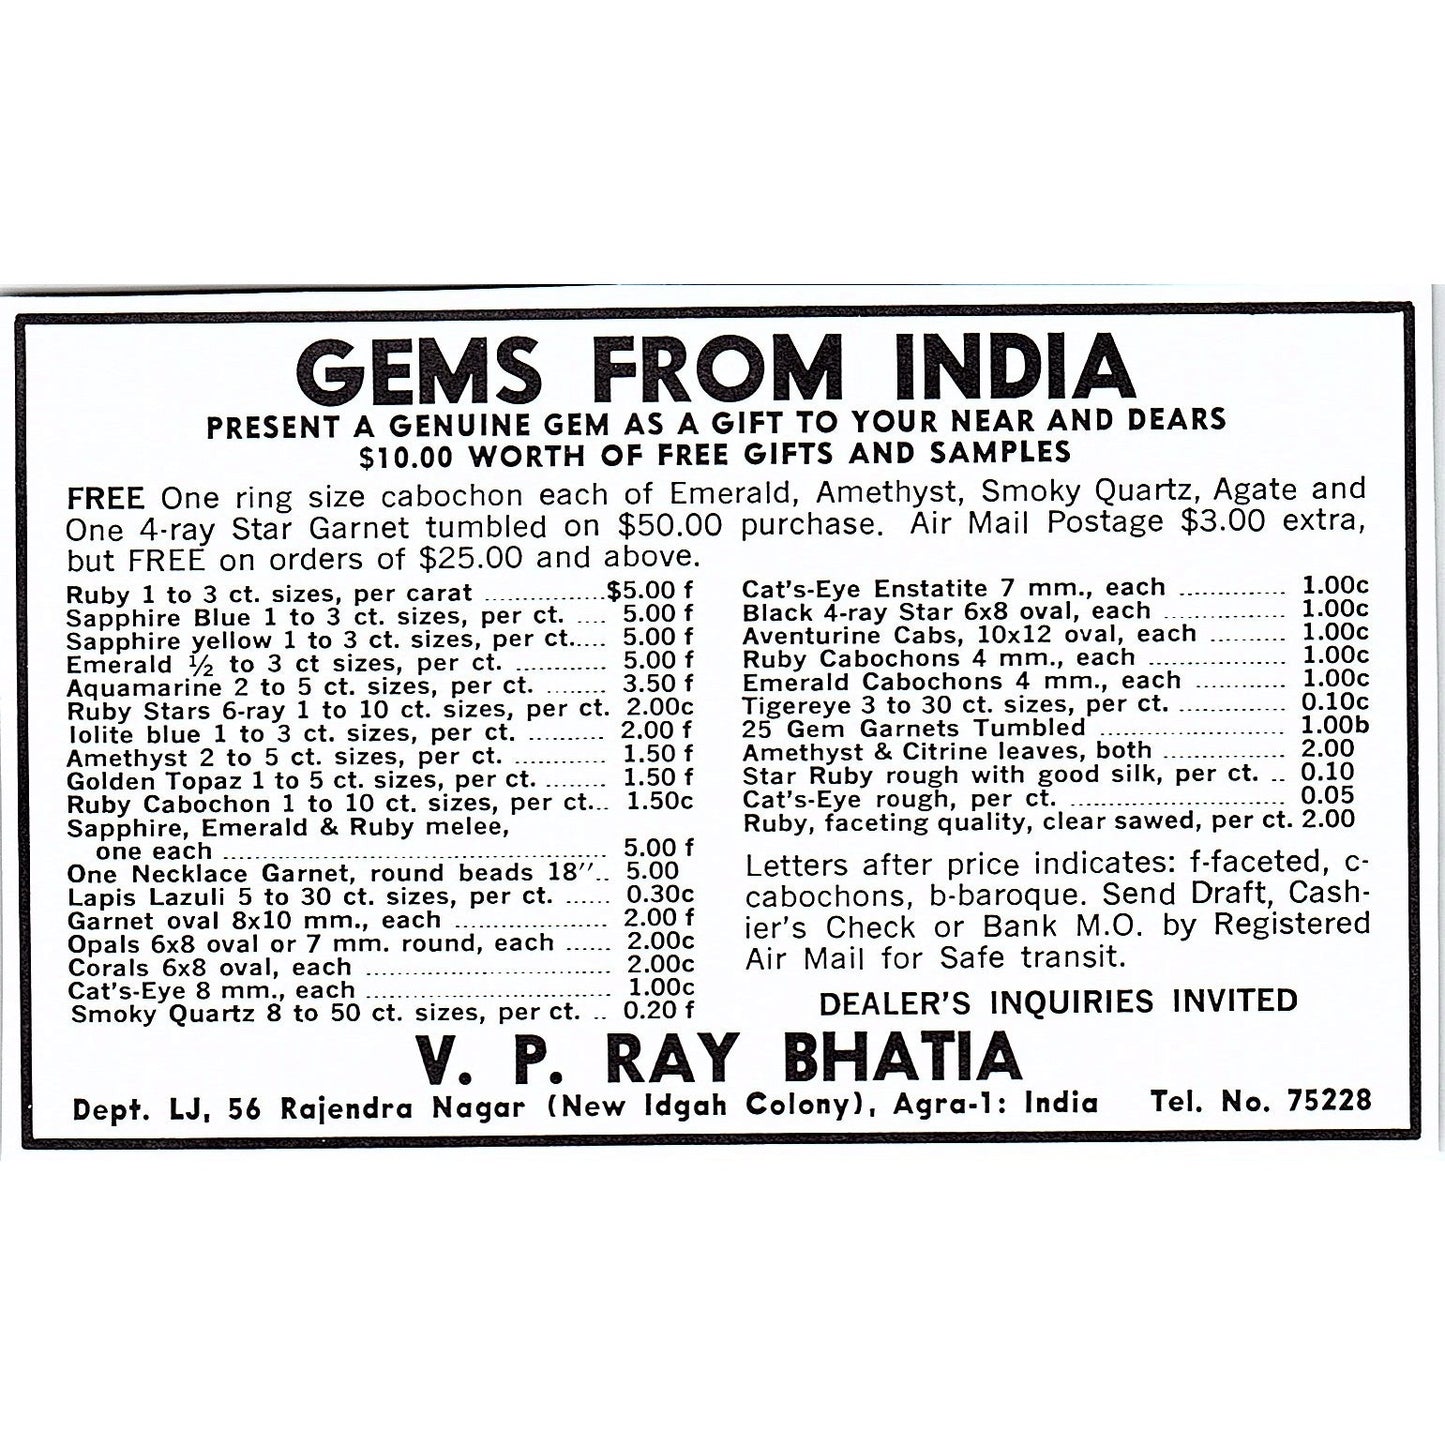 GEMS FROM INDIA
PRESENT A GENUINE GEM AS A GIFT TO YOUR NEAR AND DEARS
$10.00 WORTH OF FREE GIFTS AND SAMPLES
FREE One ring size cabochon each of Emerald, Amethyst, Smoky Quartz, Agate and
One 4-ray Star Garnet tumbled on $50.00 purchase. Air Mail Postage $3.00 extra,
but FREE on orders of $25.00 and above.
Ruby 1 to 3 ct. sizes, per carat ...............$5.00 f
Sapphire Blue 1 to 3 ct. sizes, per ct. .... 5.00 f
Sapphire yellow 1 to 3 ct. sizes, per ct..... 5.00 f
Emerald ½ to 3 ct sizes, per ct. ............ 5.00 f
Aquamarine 2 to 5 ct. sizes, per ct. ........ 3.50 f
Ruby Stars 6-ray 1 to 10 ct. sizes, per ct. 2.00c
Iolite blue 1 to 3 ct. sizes, per ct. .......... 2.00 f
Amethyst 2 to 5 ct. sizes, per ct. ............ 1.50 f
Golden Topaz 1 to 5 ct. sizes, per ct. ........ 1.50 f
Ruby Cabochon 1 to 10 ct. sizes, per ct... 1.50c
Sapphire, Emerald & Ruby melee,
one each ................................................ 5.00 f
One Necklace Garnet, round beads 18″.. 5.00
Lapis Lazuli 5 to 30 ct. sizes, per ct. ...... 0.30c
Garnet oval 8x10 mm., each ................... 2.00 f
Opals 6x8 oval or 7 mm. round, each ...... 2.00c
Corals 6x8 oval, each ............................... 2.00c
Cat's-Eye 8 mm., each ............................... 1.00c
Smoky Quartz 8 to 50 ct. sizes, per ct. .. 0.20 f
Cat's-Eye Enstatite 7 mm., each .............. 1.00c
Black 4-ray Star 6x8 oval, each ................ 1.00c
Aventurine Cabs, 10x12 oval, each .......... 1.00c
Ruby Cabochons 4 mm., each .................. 1.00c
Emerald Cabochons 4 mm., each ............ 1.00c
Tigereye 3 to 30 ct. sizes, per ct. .............. 0.10c
25 Gem Garnets Tumbled ........................ 1.00b
Amethyst & Citrine leaves, both ................ 2.00
Star Ruby rough with good silk, per ct. .. 0.10
Cat's-Eye rough, per ct. ............................ 0.05
Ruby, faceting quality, clear sawed, per ct. 2.00
Letters after price indicates: f-faceted, c-
cabochons, b-baroque. Send Draft, Cash-
ier's Check or Bank M.O. by Registered
Air Mail for Safe transit.
DEALER'S INQUIRIES INVITED
V. P. RAY BHATIA
Dept. LJ, 56 Rajendra Nagar (New Idgah Colony), Agra-1: India Tel. No. 75228